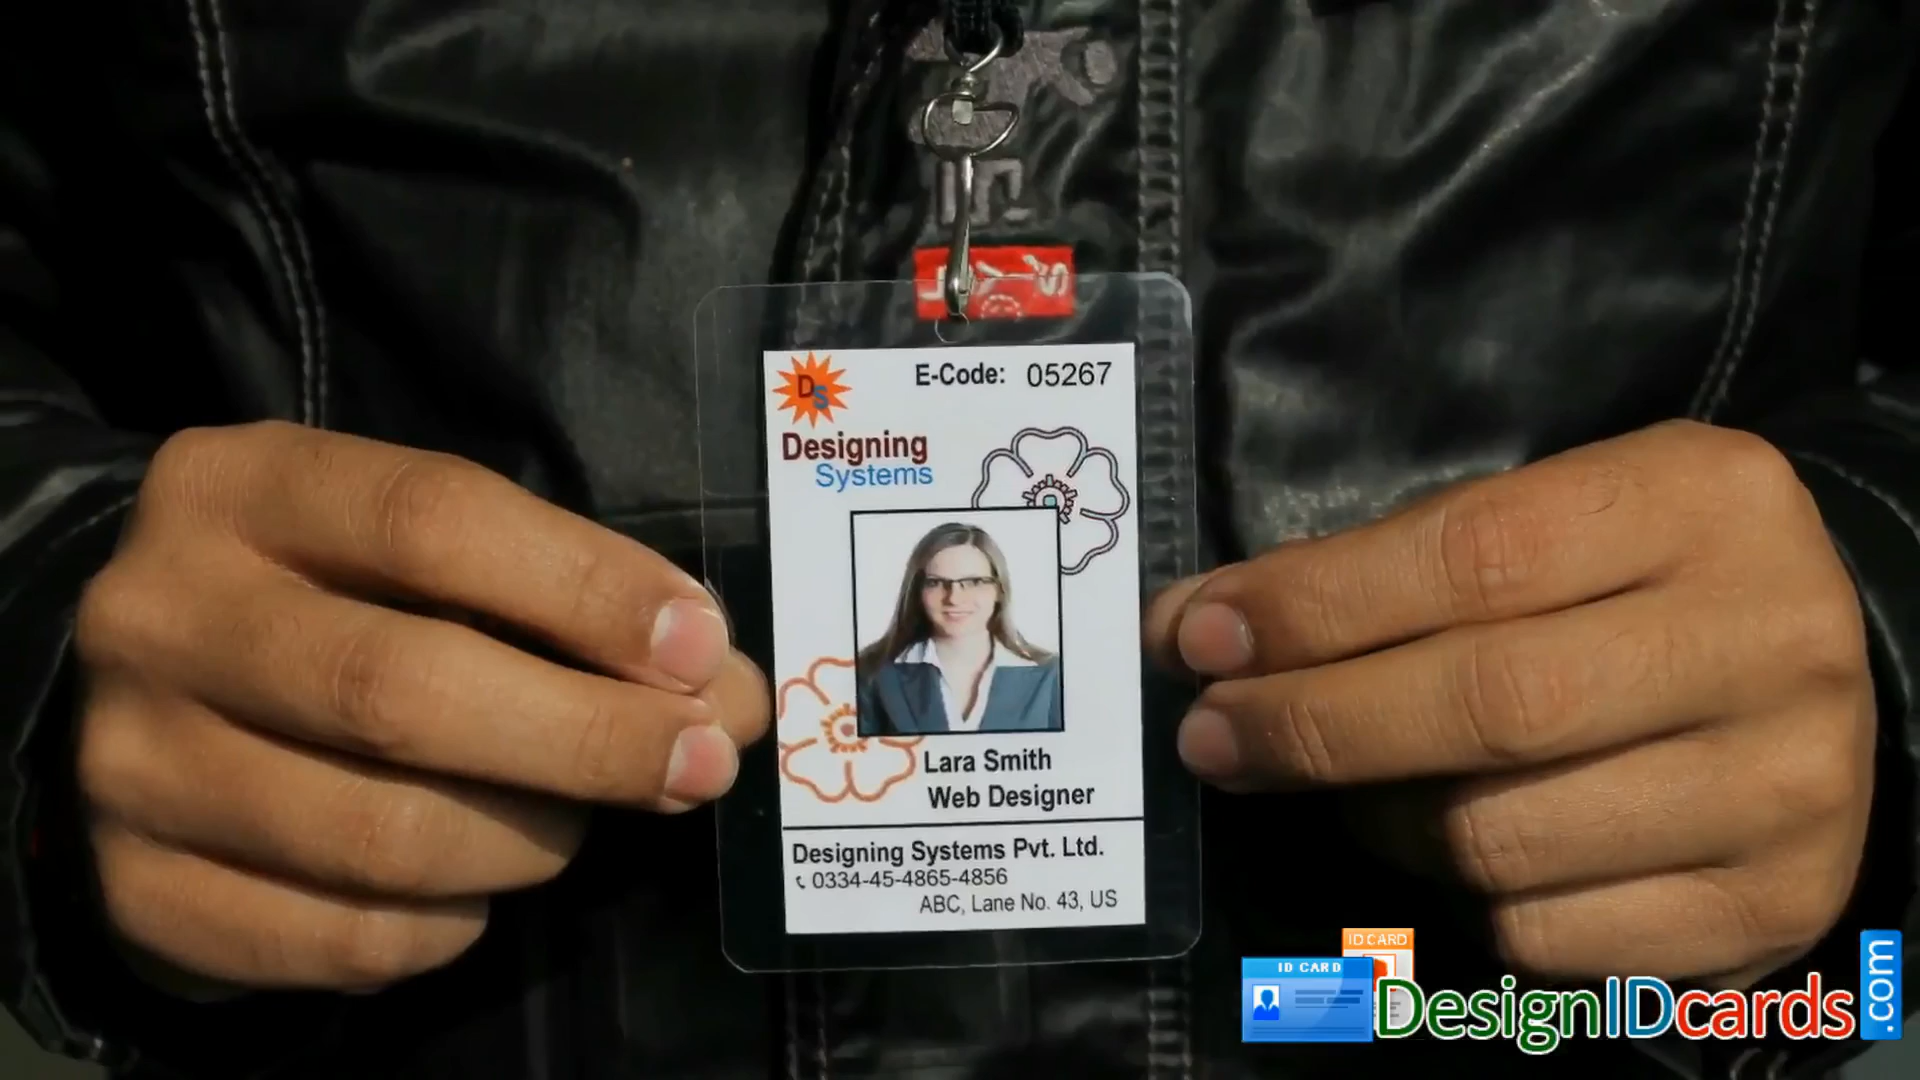 DS
E-Code: 05267
Designing
Systems
Lara Smith
Web Designer
Designing Systems Pvt. Ltd.
0334-45-4865-4856
ABC, Lane No. 43, US
ID CARD
ID CARD
DesignIDcards.com